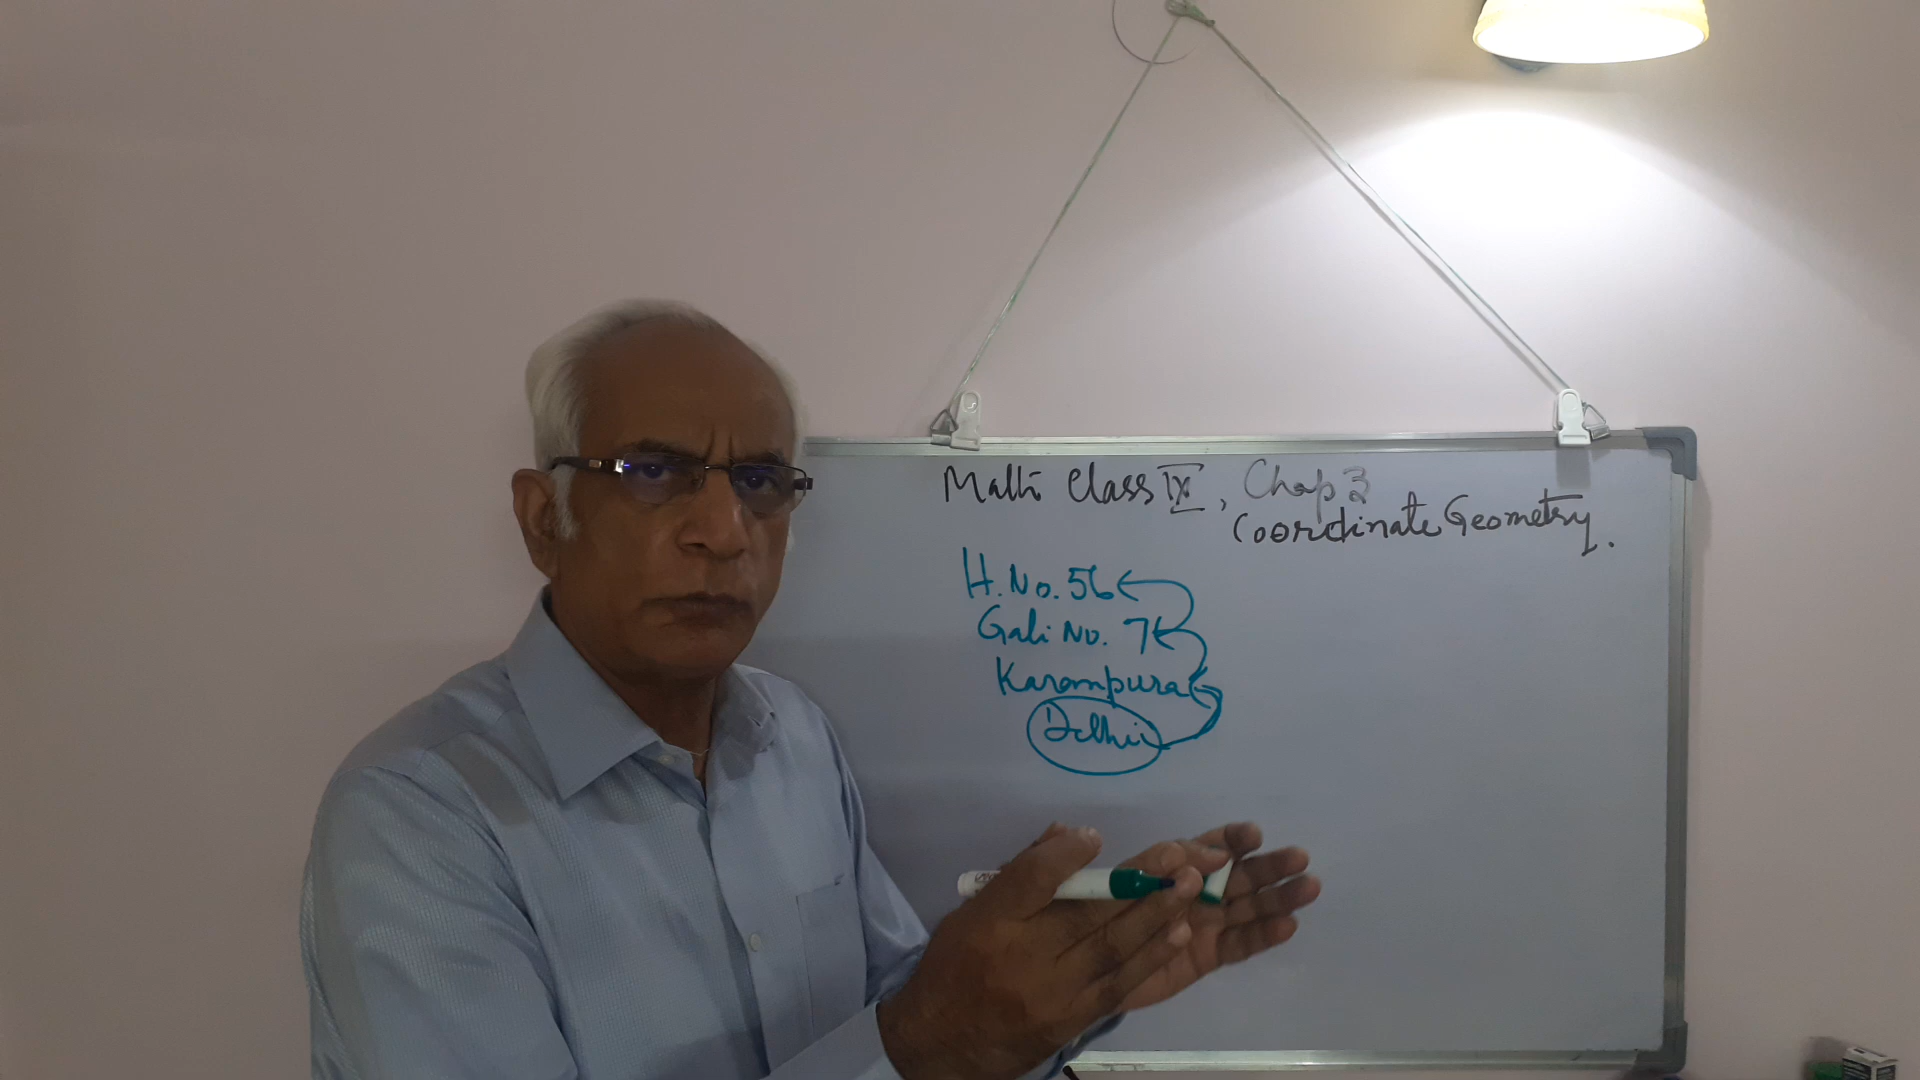 Math Class IX, Chap 3
Coordinate Geometry.
H. No. 56
Gali No. 7
Karampura
Delhi